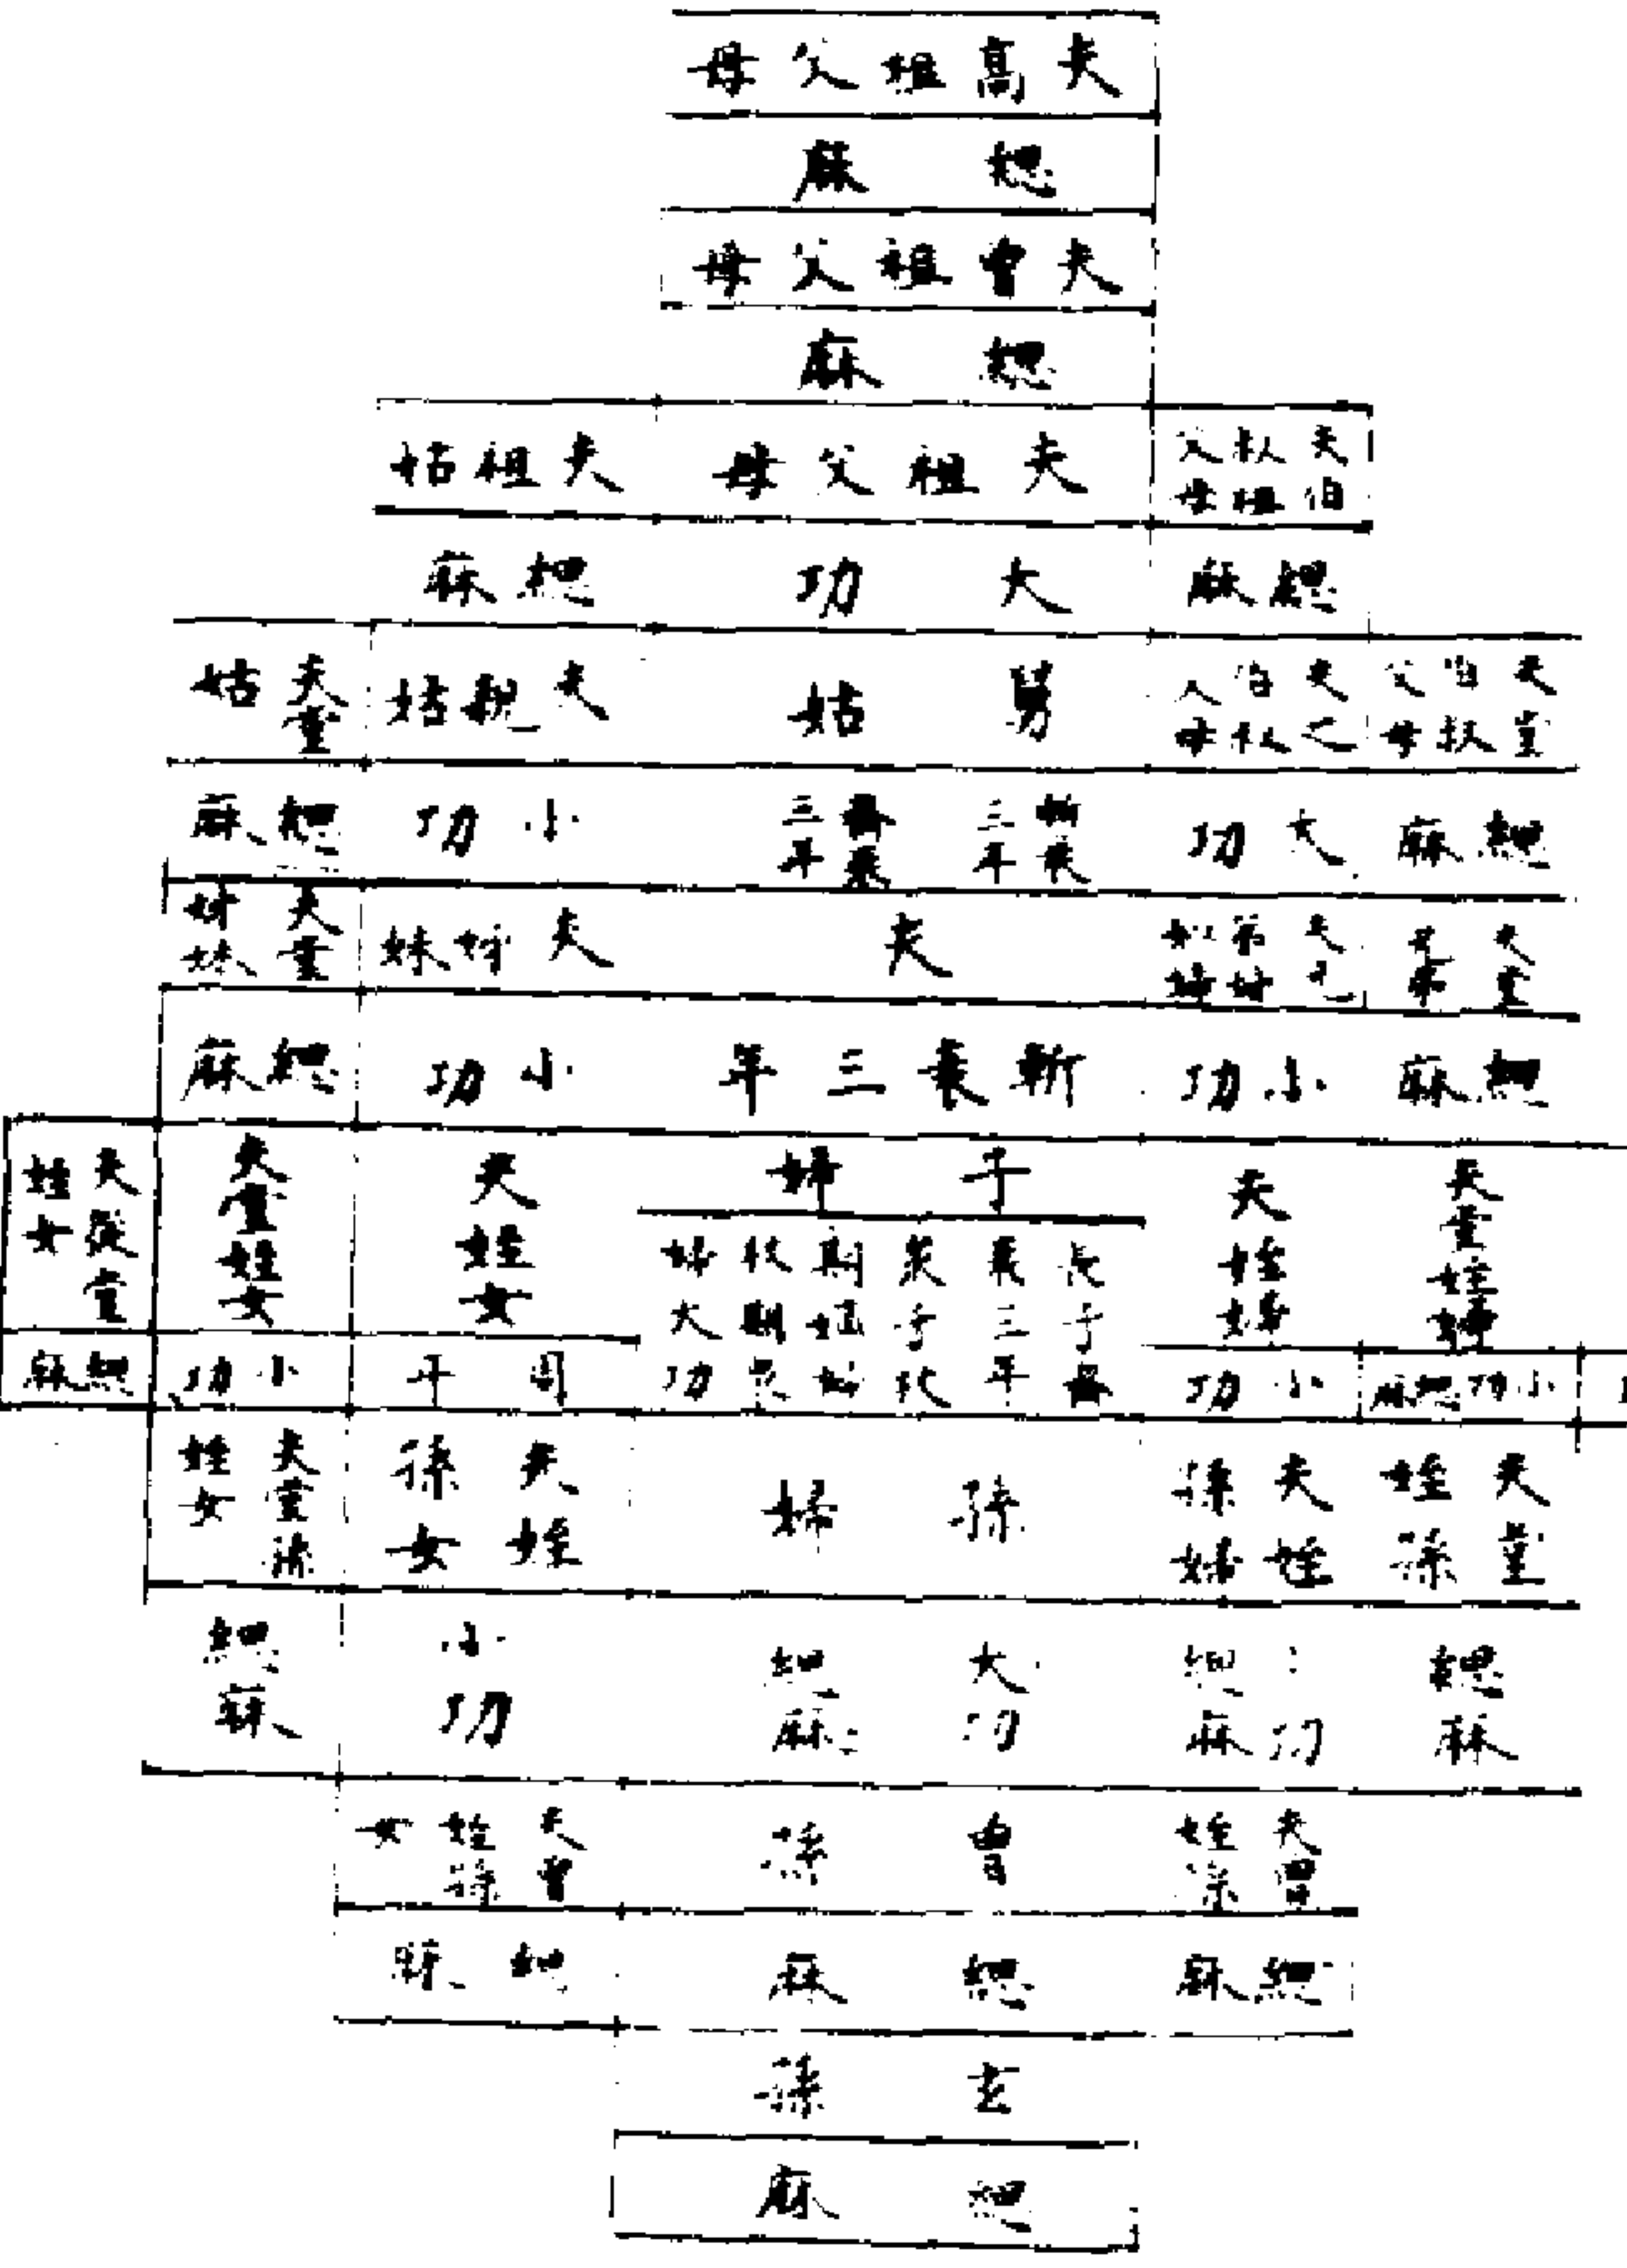 夫高祖父母
緦麻
夫曾祖父母
緦麻
夫伯叔祖父母
夫祖父母
夫祖姑
緦麻
大功
緦麻
夫堂伯叔父母
夫之伯叔父母
舅姑
夫親姑
夫堂姑
緦麻
大功
斬衰三年
齊衰三年
小功
緦麻
夫堂
夫
夫姊妹
夫堂姊妹
緦麻
小功
斬衰三年
小功
緦麻
夫堂姪婦
夫姪婦
子婦
夫姪女
夫堂姪女
夫從堂姪女
小功緦麻
小功
長子齊衰三年
周年
小功
緦麻
夫堂姪孫
夫姪孫婦
孫婦
夫姪孫女
夫堂孫姪女
緦麻
功緦麻
大功緦麻
小功
緦麻
夫曾姪孫
曾孫
夫曾姪孫女
緦麻
緦麻
緦麻
玄孫
緦麻